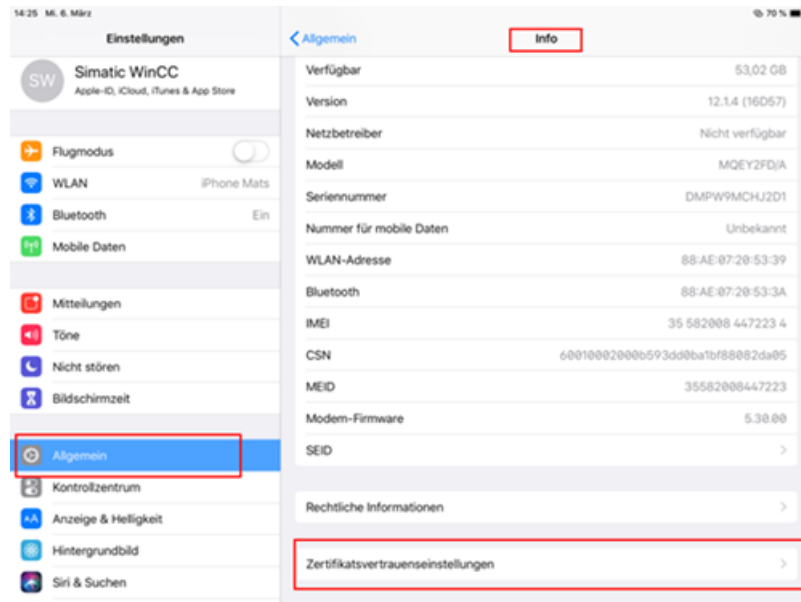 14:25 Mi. 6. März
70 %
Einstellungen
SW
Simatic WinCC
Apple-ID, iCloud, iTunes & App Store
Flugmodus
WLAN iPhone Mats
Bluetooth Ein
Mobile Daten
Mitteilungen
Töne
Nicht stören
Bildschirmzeit
Allgemein
Kontrollzentrum
AA Anzeige & Helligkeit
Hintergrundbild
Siri & Suchen
Allgemein
Info
Verfügbar 53,02 GB
Version 12.1.4 (16D57)
Netzbetreiber Nicht verfügbar
Modell MQEY2FD/A
Seriennummer DMPW9MCHJ2D1
Nummer für mobile Daten Unbekannt
WLAN-Adresse 88:AE:07:20:53:39
Bluetooth 88:AE:07:20:53:3A
IMEI 35 582008 447223 4
CSN 60010002000b593dd0ba1bf88082da05
MEID 35582008447223
Modem-Firmware 5.30.00
SEID
Rechtliche Informationen
Zertifikatsvertrauenseinstellungen